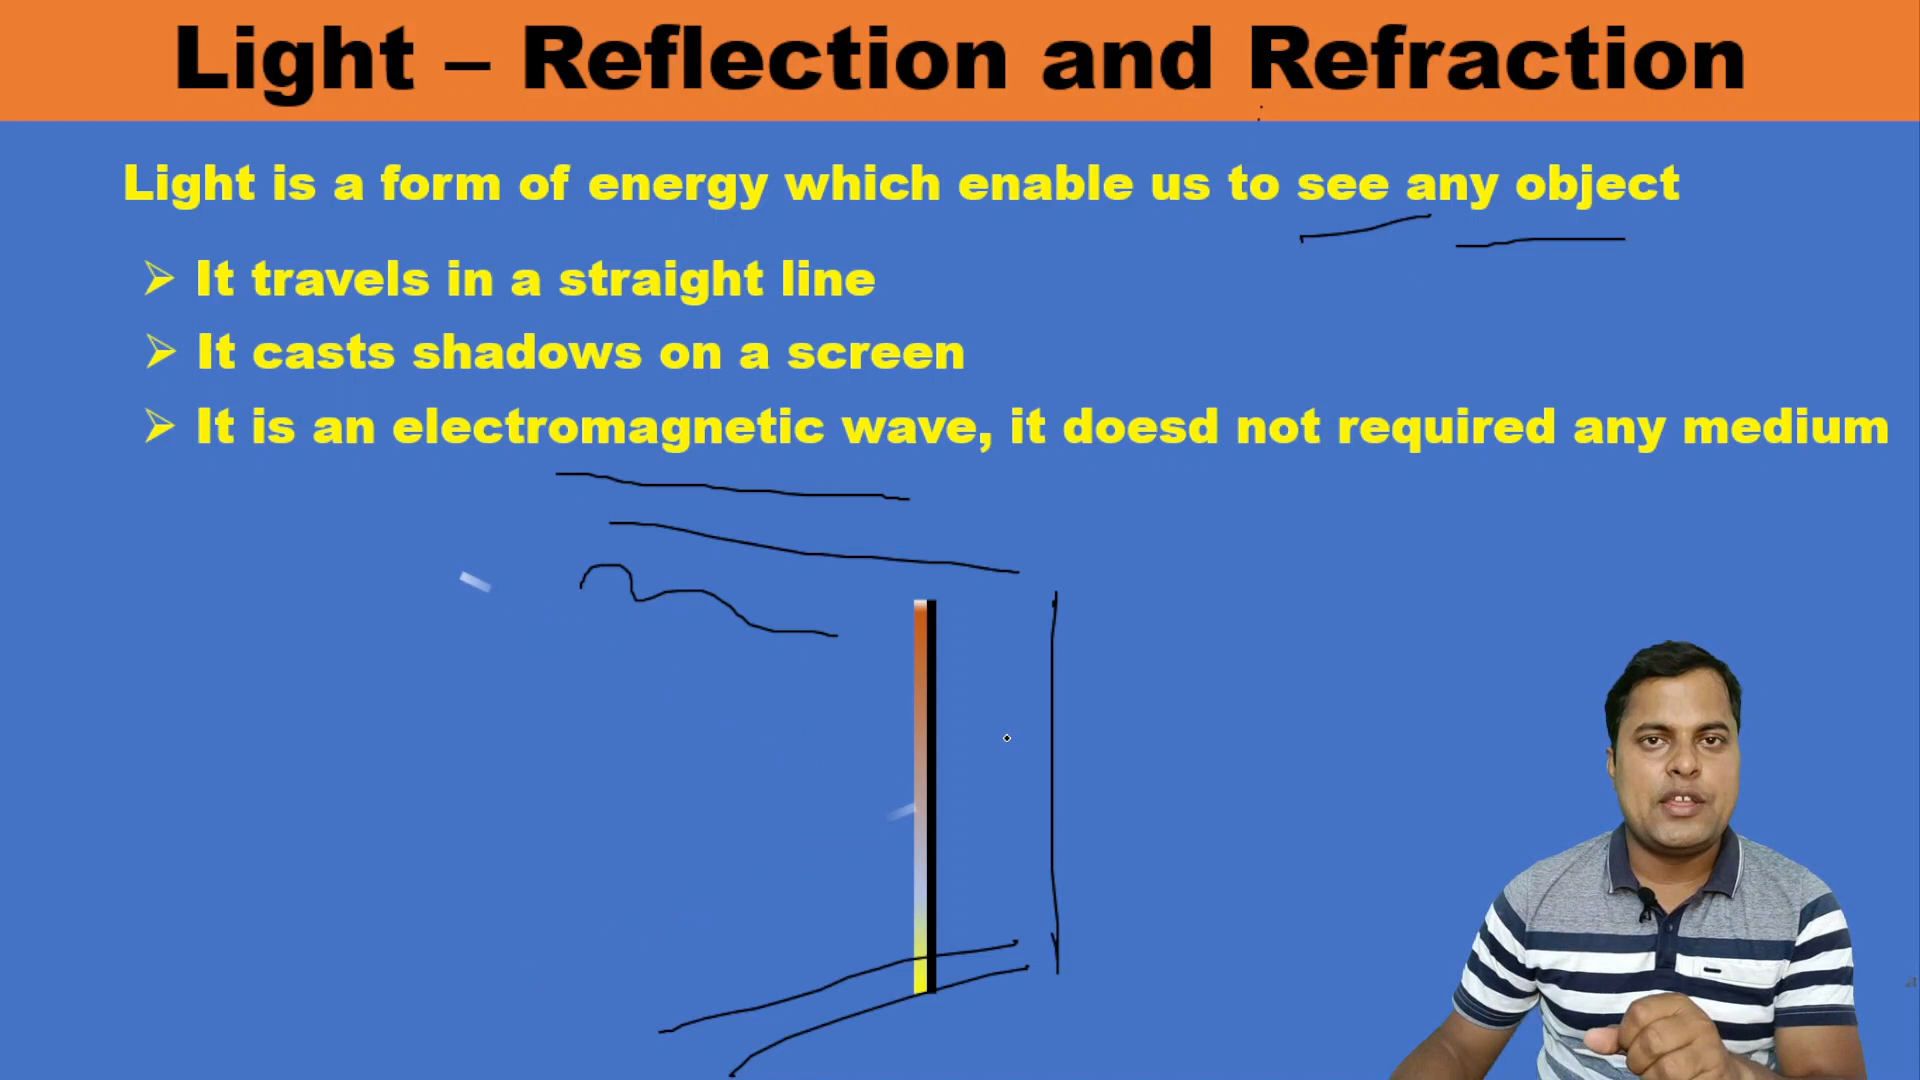 Light – Reflection and Refraction
Light is a form of energy which enable us to see any object
It travels in a straight line
It casts shadows on a screen
It is an electromagnetic wave, it doesd not required any medium